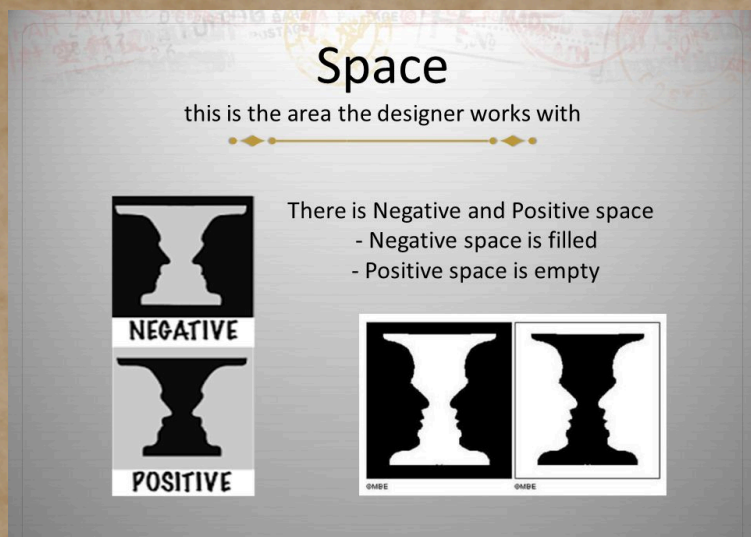 Space
this is the area the designer works with
There is Negative and Positive space
- Negative space is filled
- Positive space is empty
NEGATIVE
POSITIVE
©MBE
©MBE